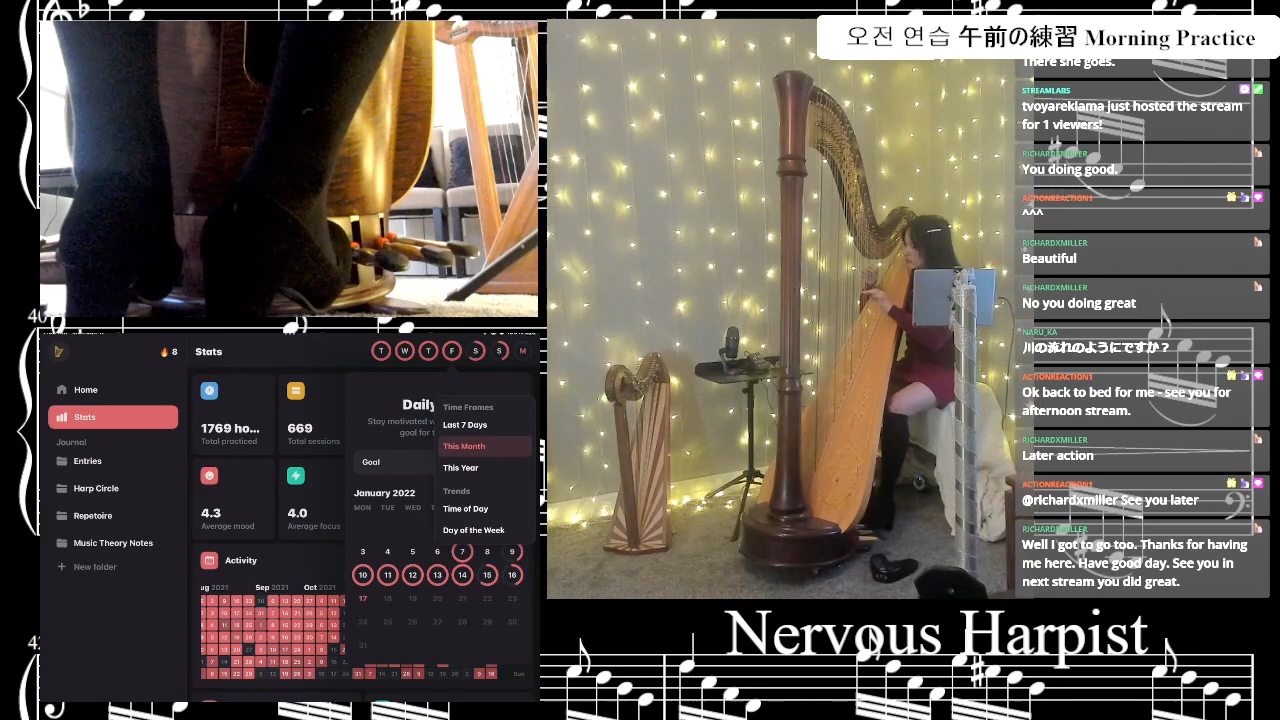 오전 연습 午前の練習 Morning Practice
There she goes.
STREAMLABS
tvoyareklama just hosted the stream
for 1 viewers!
RICHARDXMILLER
You doing good.
ACTIONREACTION1
^^^
RICHARDXMILLER
Beautiful
RICHARDXMILLER
No you doing great
NARU_KA
川の流れのようにですか？
ACTIONREACTION1
Ok back to bed for me - see you for
afternoon stream.
RICHARDXMILLER
Later action
ACTIONREACTION1
@richardxmiller See you later
RICHARDXMILLER
Well I got to go too. Thanks for having
me here. Have good day. See you in
next stream you did great.
Nervous Harpist
40
42
8
Stats
T W T F S S M
Home
Stats
Journal
Entries
Harp Circle
Repetoire
Music Theory Notes
New folder
1769 ho...
Total practiced
669
Total sessions
4.3
Average mood
4.0
Average focus
Activity
ug 2021 Sep 2021 Oct 2021
Daily
Stay motivated w
goal for t
Goal
January 2022
MON TUE WED T
3 4 5 6 7 8 9
10 11 12 13 14 15 16
17 18 19 20 21 22 23
24 25 26 27 28 29 30
31
Sun
Time Frames
Last 7 Days
This Month
This Year
Trends
Time of Day
Day of the Week